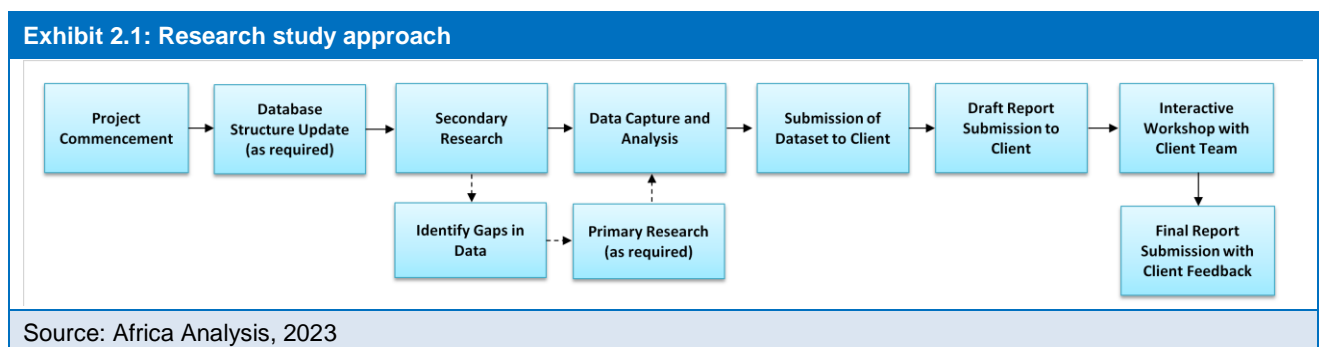 Exhibit 2.1: Research study approach
Project
Commencement
Database
Structure Update
(as required)
Secondary
Research
Data Capture and
Analysis
Submission of
Dataset to Client
Draft Report
Submission to
Client
Interactive
Workshop with
Client Team
Identify Gaps in
Data
Primary Research
(as required)
Final Report
Submission with
Client Feedback
Source: Africa Analysis, 2023